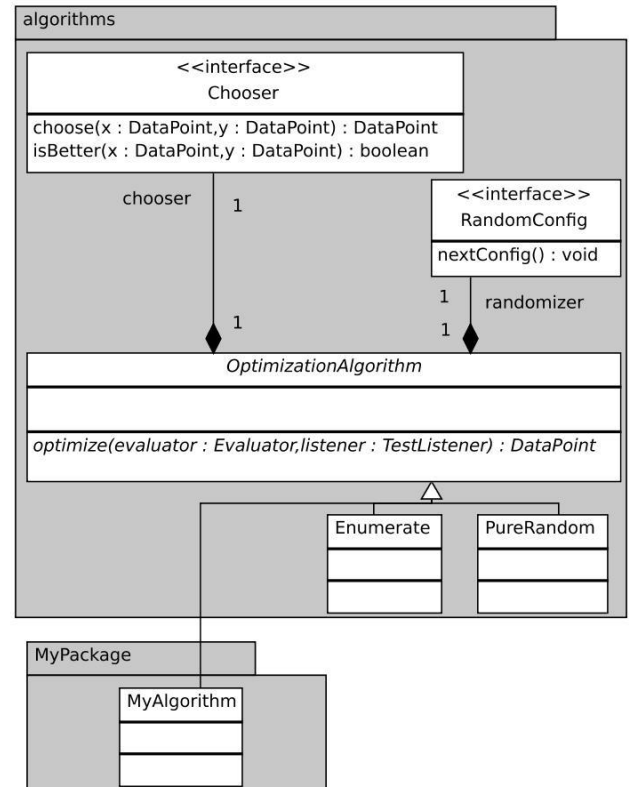 algorithms
<<interface>>
Chooser
choose(x : DataPoint,y : DataPoint) : DataPoint
isBetter(x : DataPoint,y : DataPoint) : boolean
chooser
1
<<interface>>
RandomConfig
nextConfig() : void
1
randomizer
1
1
OptimizationAlgorithm
optimize(evaluator : Evaluator,listener : TestListener) : DataPoint
Enumerate
PureRandom
MyPackage
MyAlgorithm